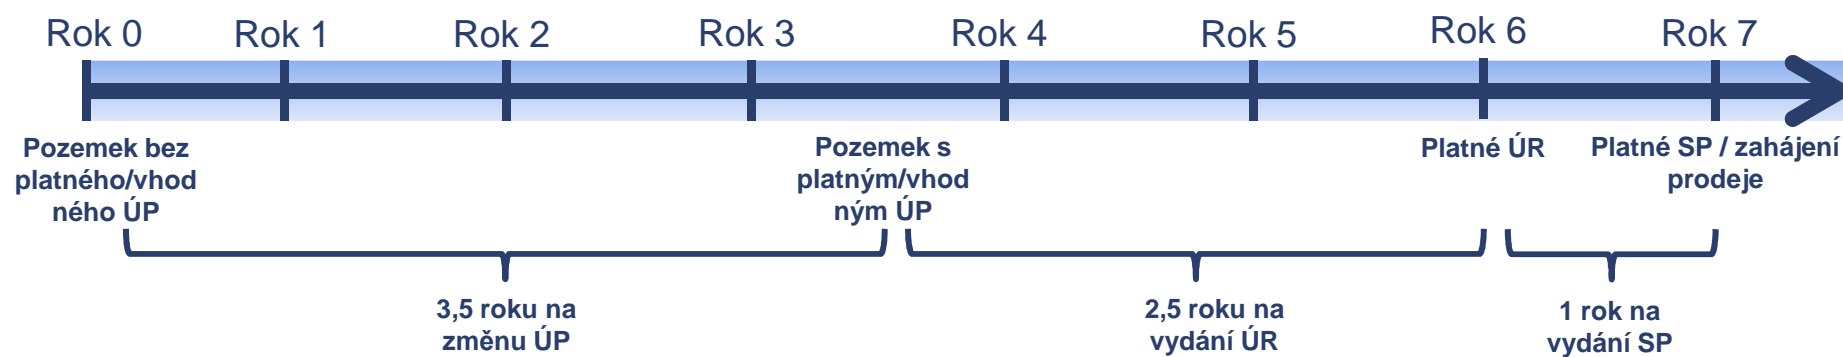 Rok 0 Rok 1 Rok 2 Rok 3 Rok 4 Rok 5 Rok 6 Rok 7
Pozemek bez
platného/vhod
ného ÚP
Pozemek s
platným/vhod
ným ÚP
Platné ÚR
Platné SP / zahájení
prodeje
3,5 roku na
změnu ÚP
2,5 roku na
vydání ÚR
1 rok na
vydání SP